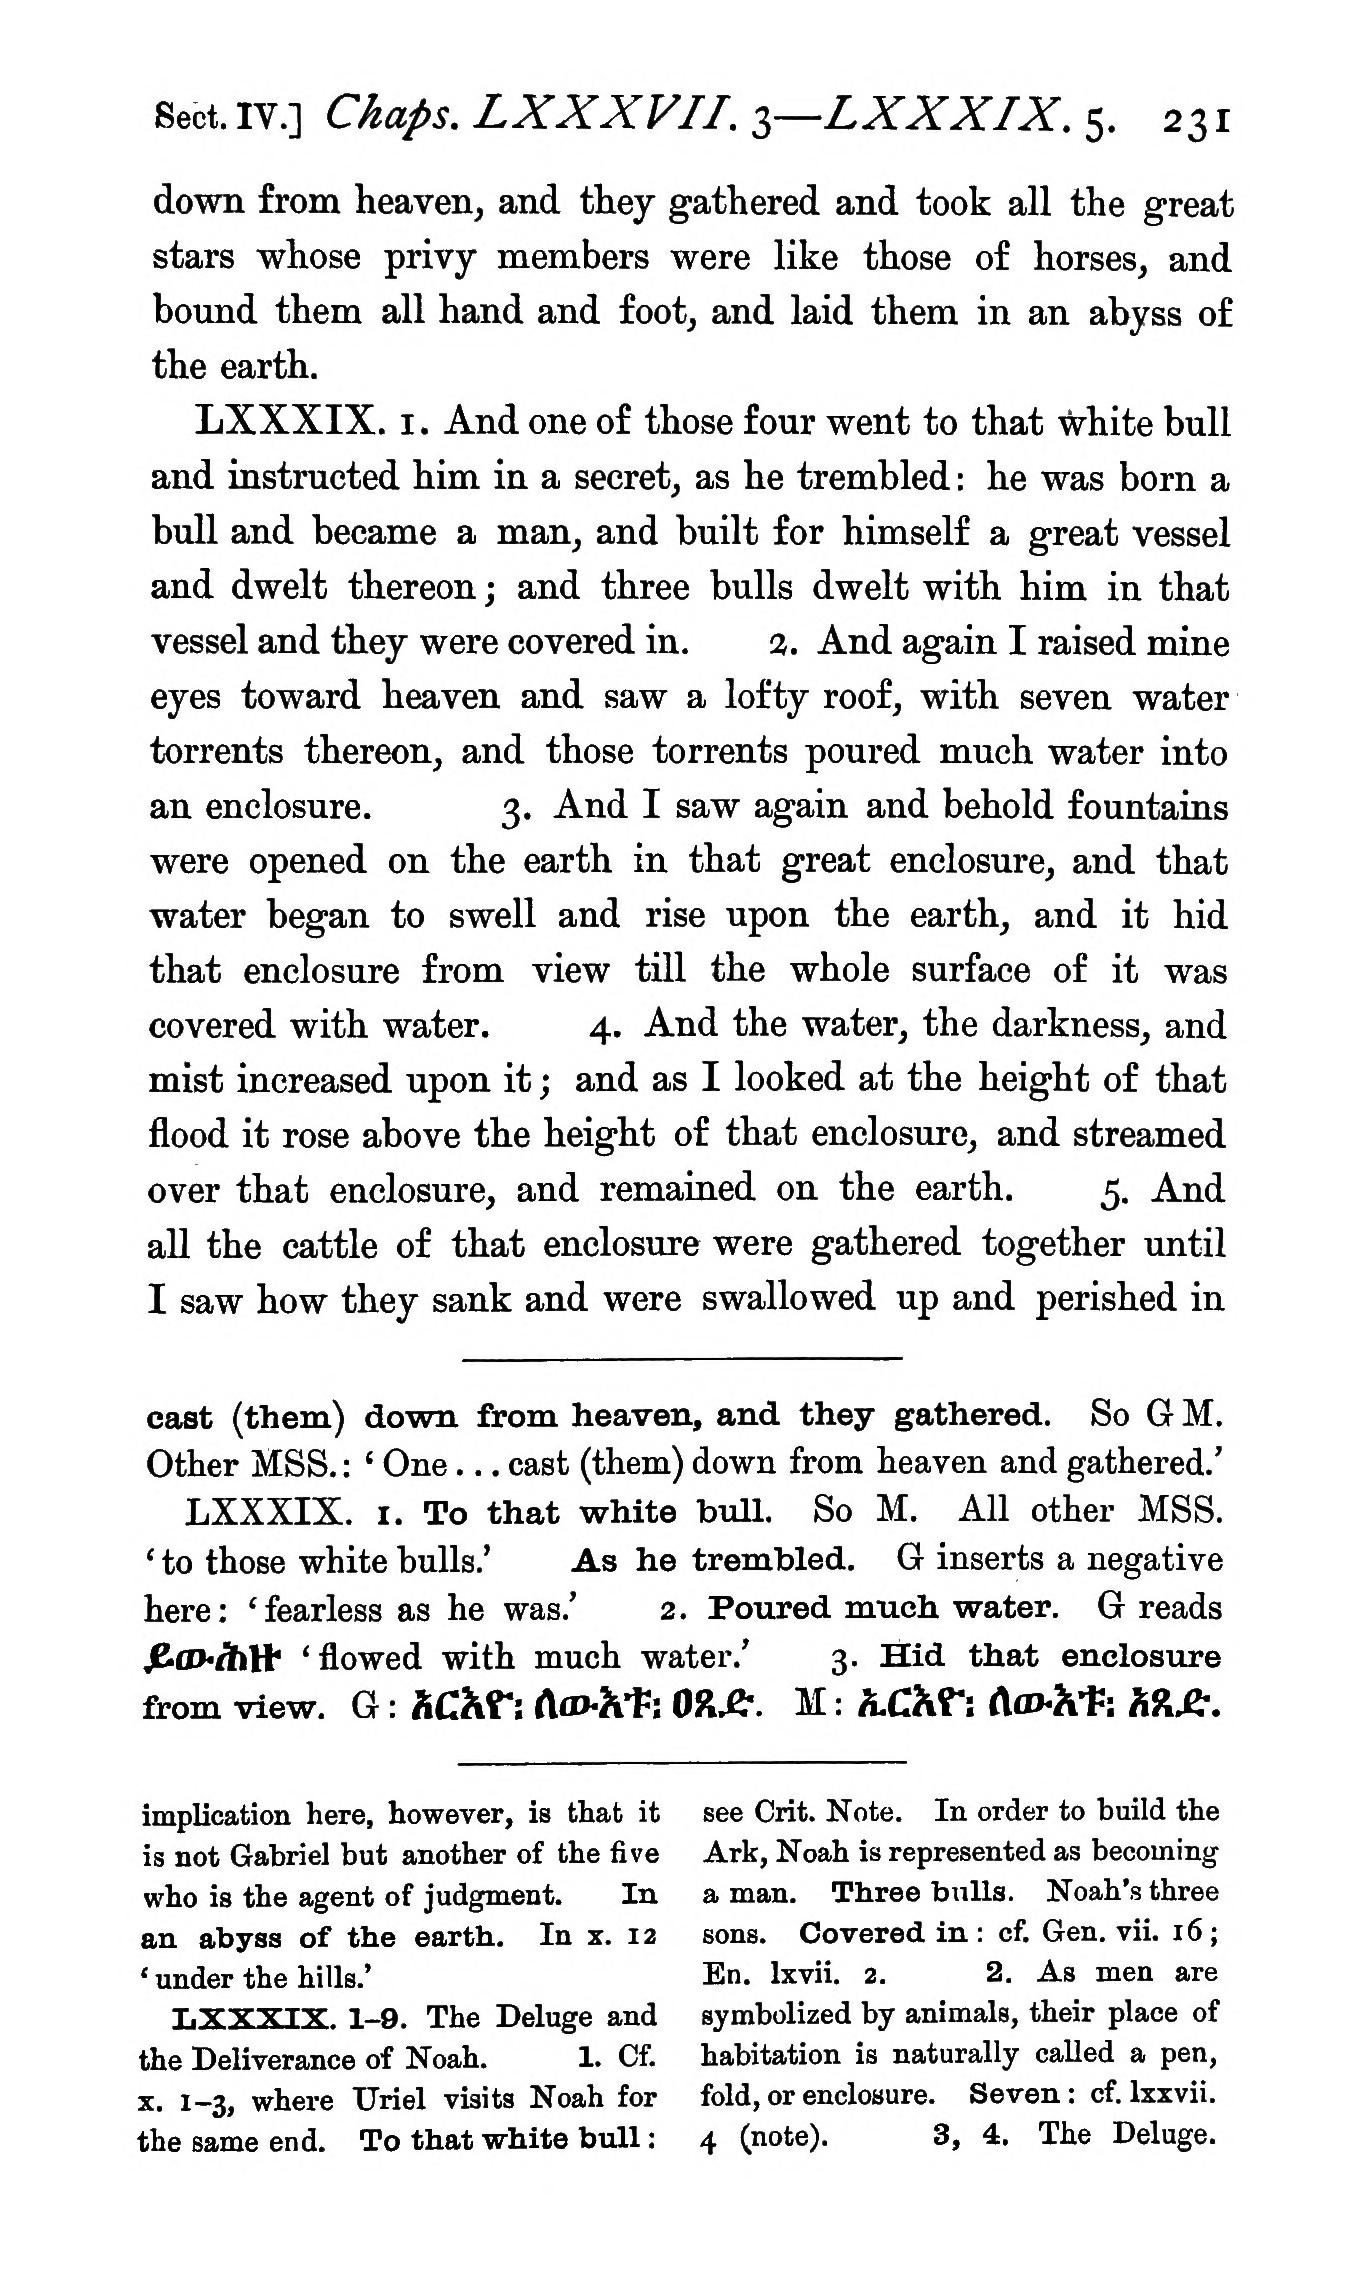 Sect. IV.] Chaps. LXXXVII. 3—LXXXIX. 5. 231
down from heaven, and they gathered and took all the great
stars whose privy members were like those of horses, and
bound them all hand and foot, and laid them in an abyss of
the earth.
LXXXIX. 1. And one of those four went to that white bull
and instructed him in a secret, as he trembled: he was born a
bull and became a man, and built for himself a great vessel
and dwelt thereon; and three bulls dwelt with him in that
vessel and they were covered in. 2. And again I raised mine
eyes toward heaven and saw a lofty roof, with seven water
torrents thereon, and those torrents poured much water into
an enclosure. 3. And I saw again and behold fountains
were opened on the earth in that great enclosure, and that
water began to swell and rise upon the earth, and it hid
that enclosure from view till the whole surface of it was
covered with water. 4. And the water, the darkness, and
mist increased upon it; and as I looked at the height of that
flood it rose above the height of that enclosure, and streamed
over that enclosure, and remained on the earth. 5. And
all the cattle of that enclosure were gathered together until
I saw how they sank and were swallowed up and perished in
cast (them) down from heaven, and they gathered. So G M.
Other MSS.: ‘One ... cast (them) down from heaven and gathered.’
LXXXIX. 1. To that white bull. So M. All other MSS.
‘to those white bulls.’ As he trembled. G inserts a negative
here: ‘fearless as he was.’ 2. Poured much water. G reads
ይውሕዙ ‘flowed with much water.’ 3. Hid that enclosure
from view. G: እርእዮ፡ ለውእቱ፡ ዐጸድ. M: ኢርእዮ፡ ለውእቱ፡ አጸድ.
implication here, however, is that it
is not Gabriel but another of the five
who is the agent of judgment. In
an abyss of the earth. In x. 12
‘under the hills.’
LXXXIX. 1-9. The Deluge and
the Deliverance of Noah. 1. Cf.
x. 1-3, where Uriel visits Noah for
the same end. To that white bull:
see Crit. Note. In order to build the
Ark, Noah is represented as becoming
a man. Three bulls. Noah's three
sons. Covered in: cf. Gen. vii. 16;
En. lxvii. 2. 2. As men are
symbolized by animals, their place of
habitation is naturally called a pen,
fold, or enclosure. Seven: cf. lxxvii.
4 (note). 3, 4. The Deluge.